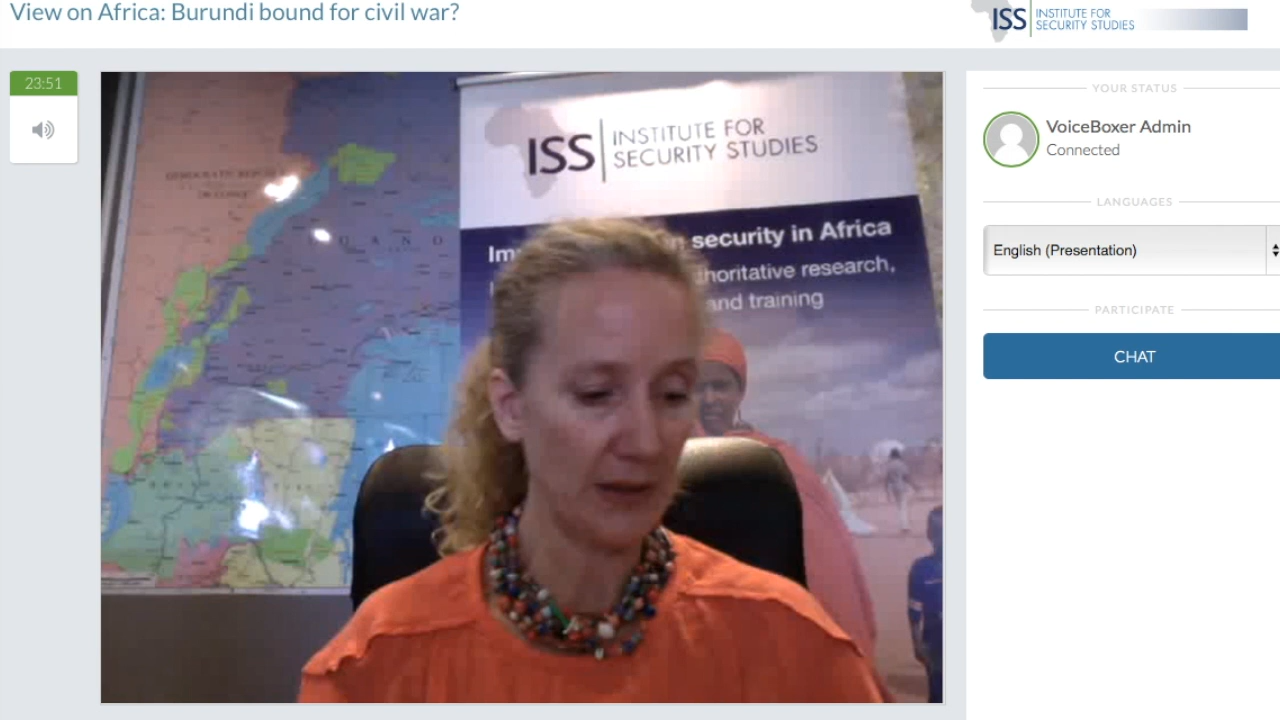 View on Africa: Burundi bound for civil war?
ISS INSTITUTE FOR
SECURITY STUDIES
23:51
ISS INSTITUTE FOR
SECURITY STUDIES
security in Africa
research,
and training
YOUR STATUS
VoiceBoxer Admin
Connected
LANGUAGES
English (Presentation)
PARTICIPATE
CHAT